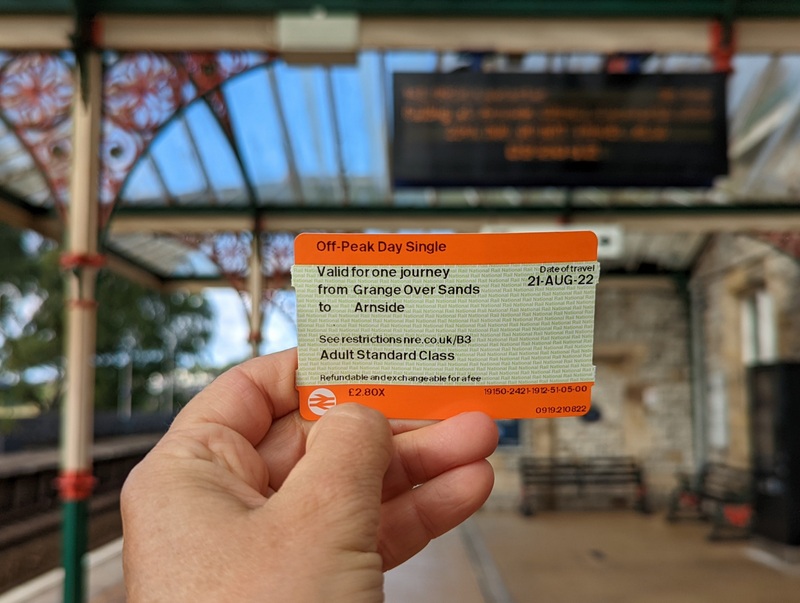 Off-Peak Day Single
Valid for one journey
Date of travel
from Grange Over Sands
21-AUG-22
to Arnside
See restrictions nre.co.uk/B3
Adult Standard Class
Refundable and exchangeable for a fee
£2.80X
19150-2421-1912-51-05-00
0919210822